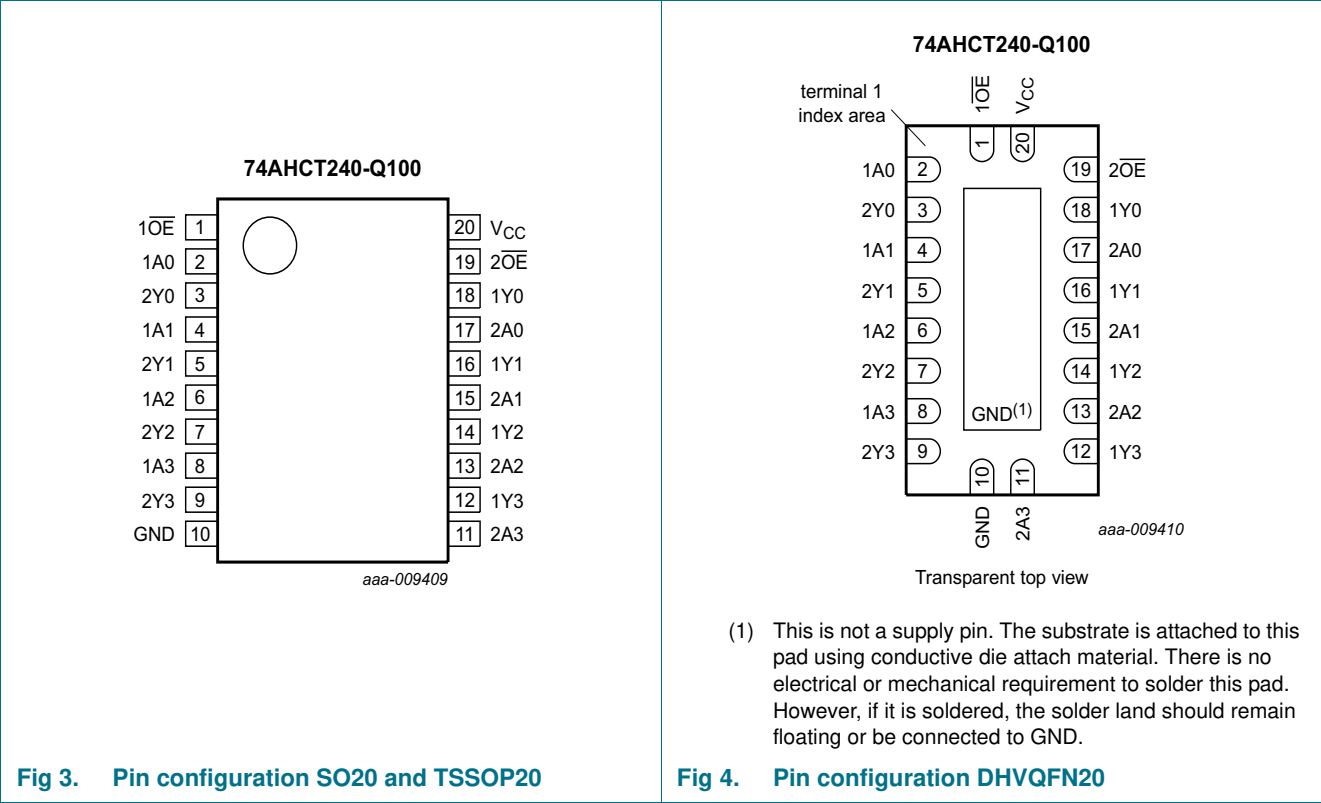 74AHCT240-Q100
1OE 1
1A0 2
2Y0 3
1A1 4
2Y1 5
1A2 6
2Y2 7
1A3 8
2Y3 9
GND 10
20 VCC
19 2OE
18 1Y0
17 2A0
16 1Y1
15 2A1
14 1Y2
13 2A2
12 1Y3
11 2A3
aaa-009409
Fig 3. Pin configuration SO20 and TSSOP20
74AHCT240-Q100
terminal 1
index area
1OE
VCC
1
20
1A0 2
2Y0 3
1A1 4
2Y1 5
1A2 6
2Y2 7
1A3 8
2Y3 9
19 2OE
18 1Y0
17 2A0
16 1Y1
15 2A1
14 1Y2
13 2A2
12 1Y3
GND(1)
10
11
GND
2A3
aaa-009410
Transparent top view
(1) This is not a supply pin. The substrate is attached to this
pad using conductive die attach material. There is no
electrical or mechanical requirement to solder this pad.
However, if it is soldered, the solder land should remain
floating or be connected to GND.
Fig 4. Pin configuration DHVQFN20